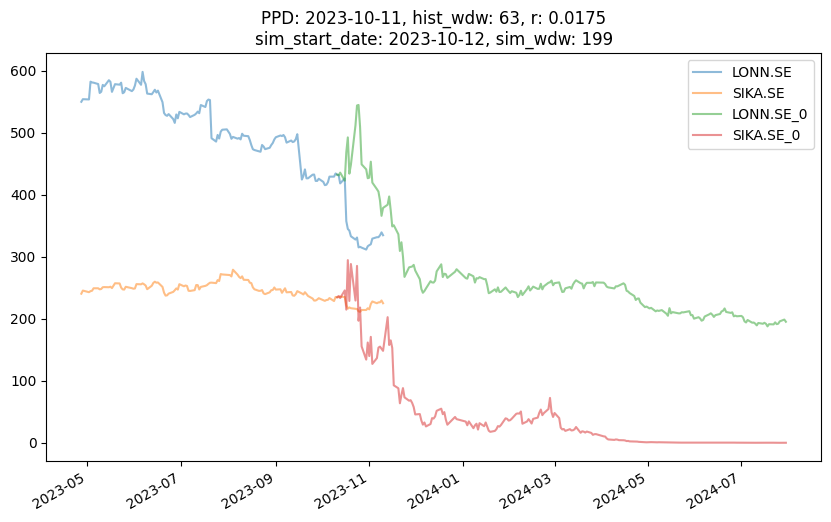 PPD: 2023-10-11, hist_wdw: 63, r: 0.0175
sim_start_date: 2023-10-12, sim_wdw: 199
LONN.SE
SIKA.SE
LONN.SE_0
SIKA.SE_0
600
500
400
300
200
100
0
2023-05
2023-07
2023-09
2023-11
2024-01
2024-03
2024-05
2024-07